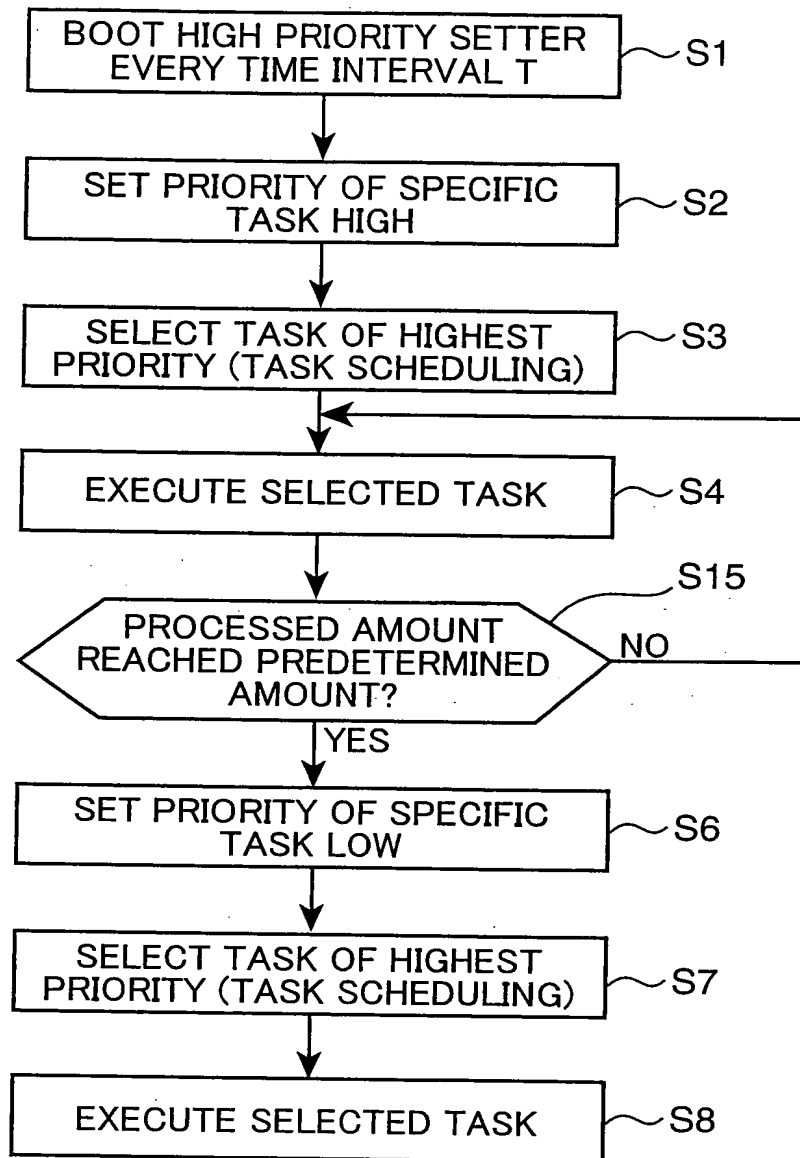 BOOT HIGH PRIORITY SETTER
EVERY TIME INTERVAL T
S1
SET PRIORITY OF SPECIFIC
TASK HIGH
S2
SELECT TASK OF HIGHEST
PRIORITY (TASK SCHEDULING)
S3
EXECUTE SELECTED TASK
S4
S15
PROCESSED AMOUNT
REACHED PREDETERMINED
AMOUNT?
NO
YES
SET PRIORITY OF SPECIFIC
TASK LOW
S6
SELECT TASK OF HIGHEST
PRIORITY (TASK SCHEDULING)
S7
EXECUTE SELECTED TASK
S8